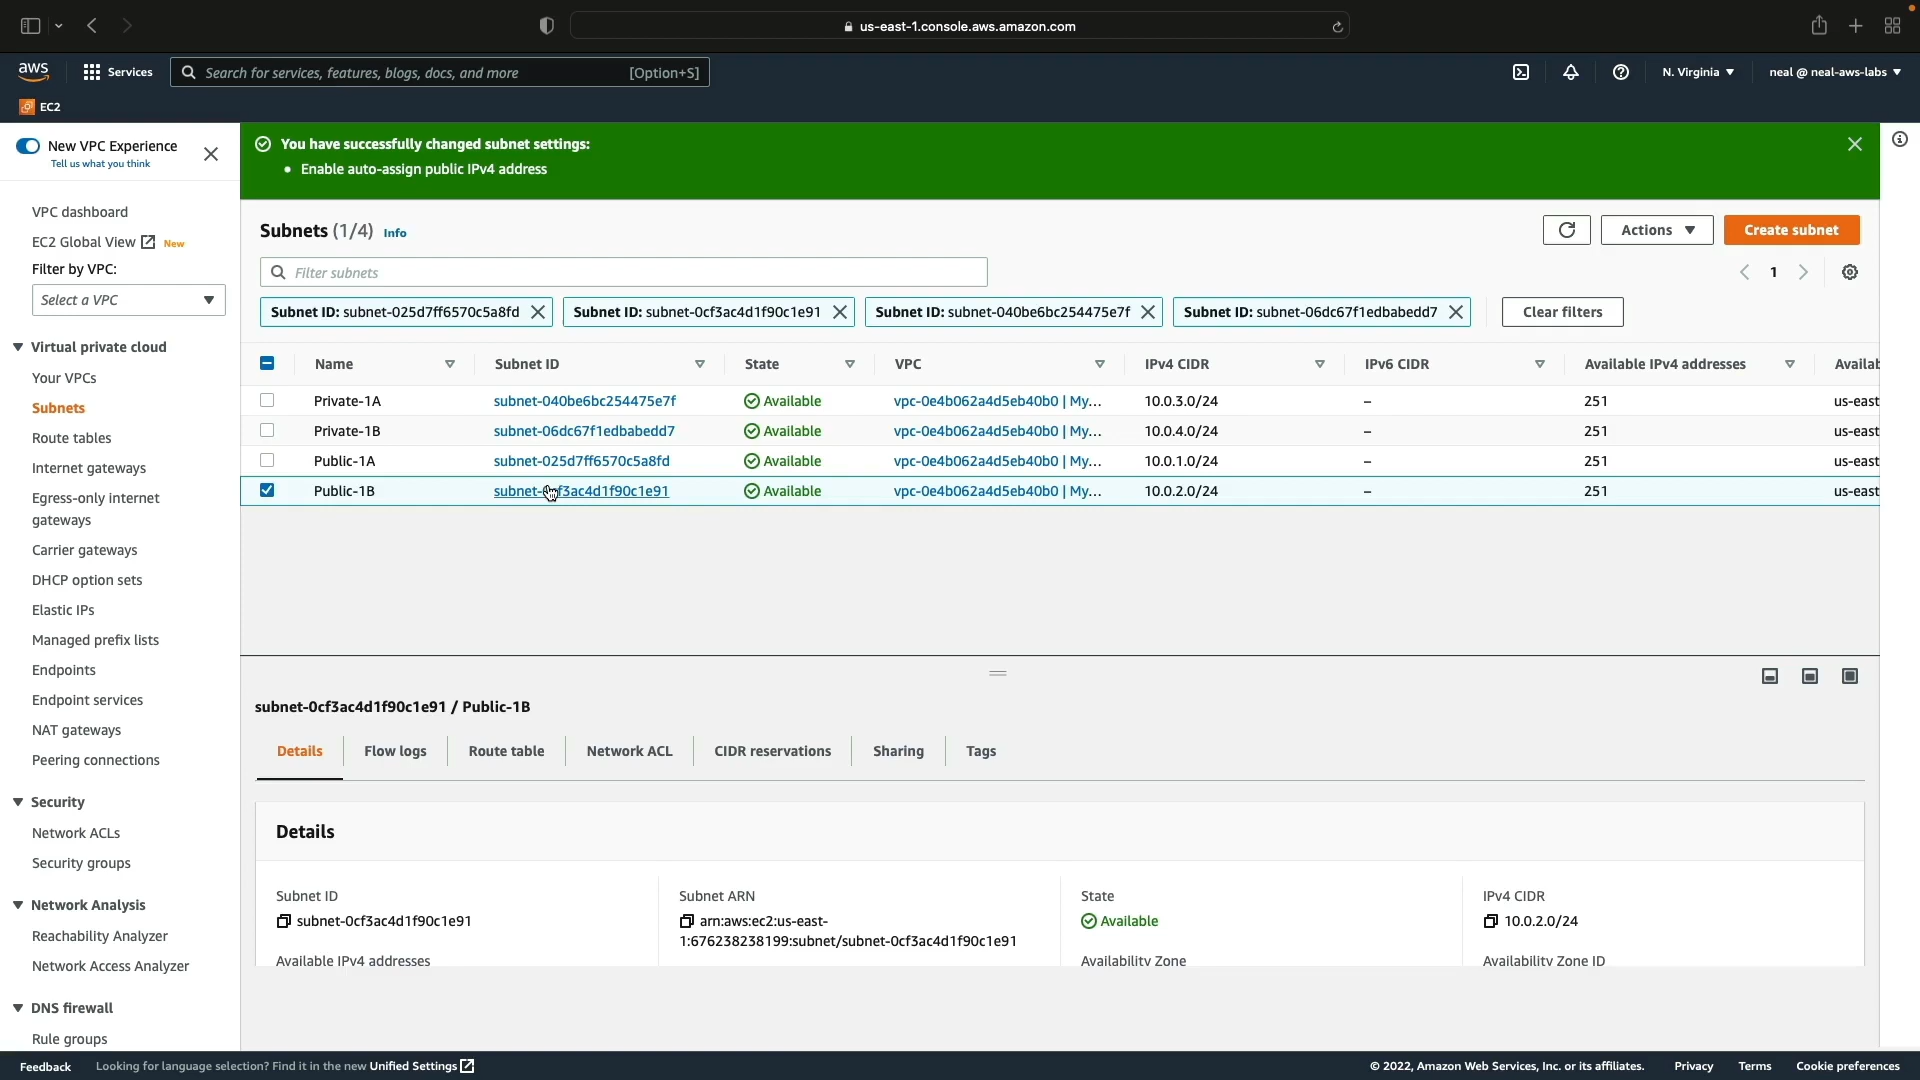 us-east-1.console.aws.amazon.com
aws
Services
Search for services, features, blogs, docs, and more
[Option+S]
N. Virginia
neal @ neal-aws-labs
EC2
New VPC Experience
Tell us what you think
VPC dashboard
EC2 Global View New
Filter by VPC:
Select a VPC
Virtual private cloud
Your VPCs
Subnets
Route tables
Internet gateways
Egress-only internet
gateways
Carrier gateways
DHCP option sets
Elastic IPs
Managed prefix lists
Endpoints
Endpoint services
NAT gateways
Peering connections
Security
Network ACLs
Security groups
Network Analysis
Reachability Analyzer
Network Access Analyzer
DNS firewall
Rule groups
You have successfully changed subnet settings:
• Enable auto-assign public IPv4 address
Subnets (1/4) Info
Actions
Create subnet
Filter subnets
1
Subnet ID: subnet-025d7ff6570c5a8fd
Subnet ID: subnet-0cf3ac4d1f90c1e91
Subnet ID: subnet-040be6bc254475e7f
Subnet ID: subnet-06dc67f1edbabedd7
Clear filters
Name Subnet ID State VPC IPv4 CIDR IPv6 CIDR Available IPv4 addresses Availab
Private-1A subnet-040be6bc254475e7f Available vpc-0e4b062a4d5eb40b0 | My... 10.0.3.0/24 – 251 us-east
Private-1B subnet-06dc67f1edbabedd7 Available vpc-0e4b062a4d5eb40b0 | My... 10.0.4.0/24 – 251 us-east
Public-1A subnet-025d7ff6570c5a8fd Available vpc-0e4b062a4d5eb40b0 | My... 10.0.1.0/24 – 251 us-east
Public-1B subnet-0cf3ac4d1f90c1e91 Available vpc-0e4b062a4d5eb40b0 | My... 10.0.2.0/24 – 251 us-east
subnet-0cf3ac4d1f90c1e91 / Public-1B
Details Flow logs Route table Network ACL CIDR reservations Sharing Tags
Details
Subnet ID
subnet-0cf3ac4d1f90c1e91
Available IPv4 addresses
Subnet ARN
arn:aws:ec2:us-east-
1:676238238199:subnet/subnet-0cf3ac4d1f90c1e91
State
Available
Availability Zone
IPv4 CIDR
10.0.2.0/24
Availability Zone ID
Feedback
Looking for language selection? Find it in the new Unified Settings
© 2022, Amazon Web Services, Inc. or its affiliates.
Privacy
Terms
Cookie preferences